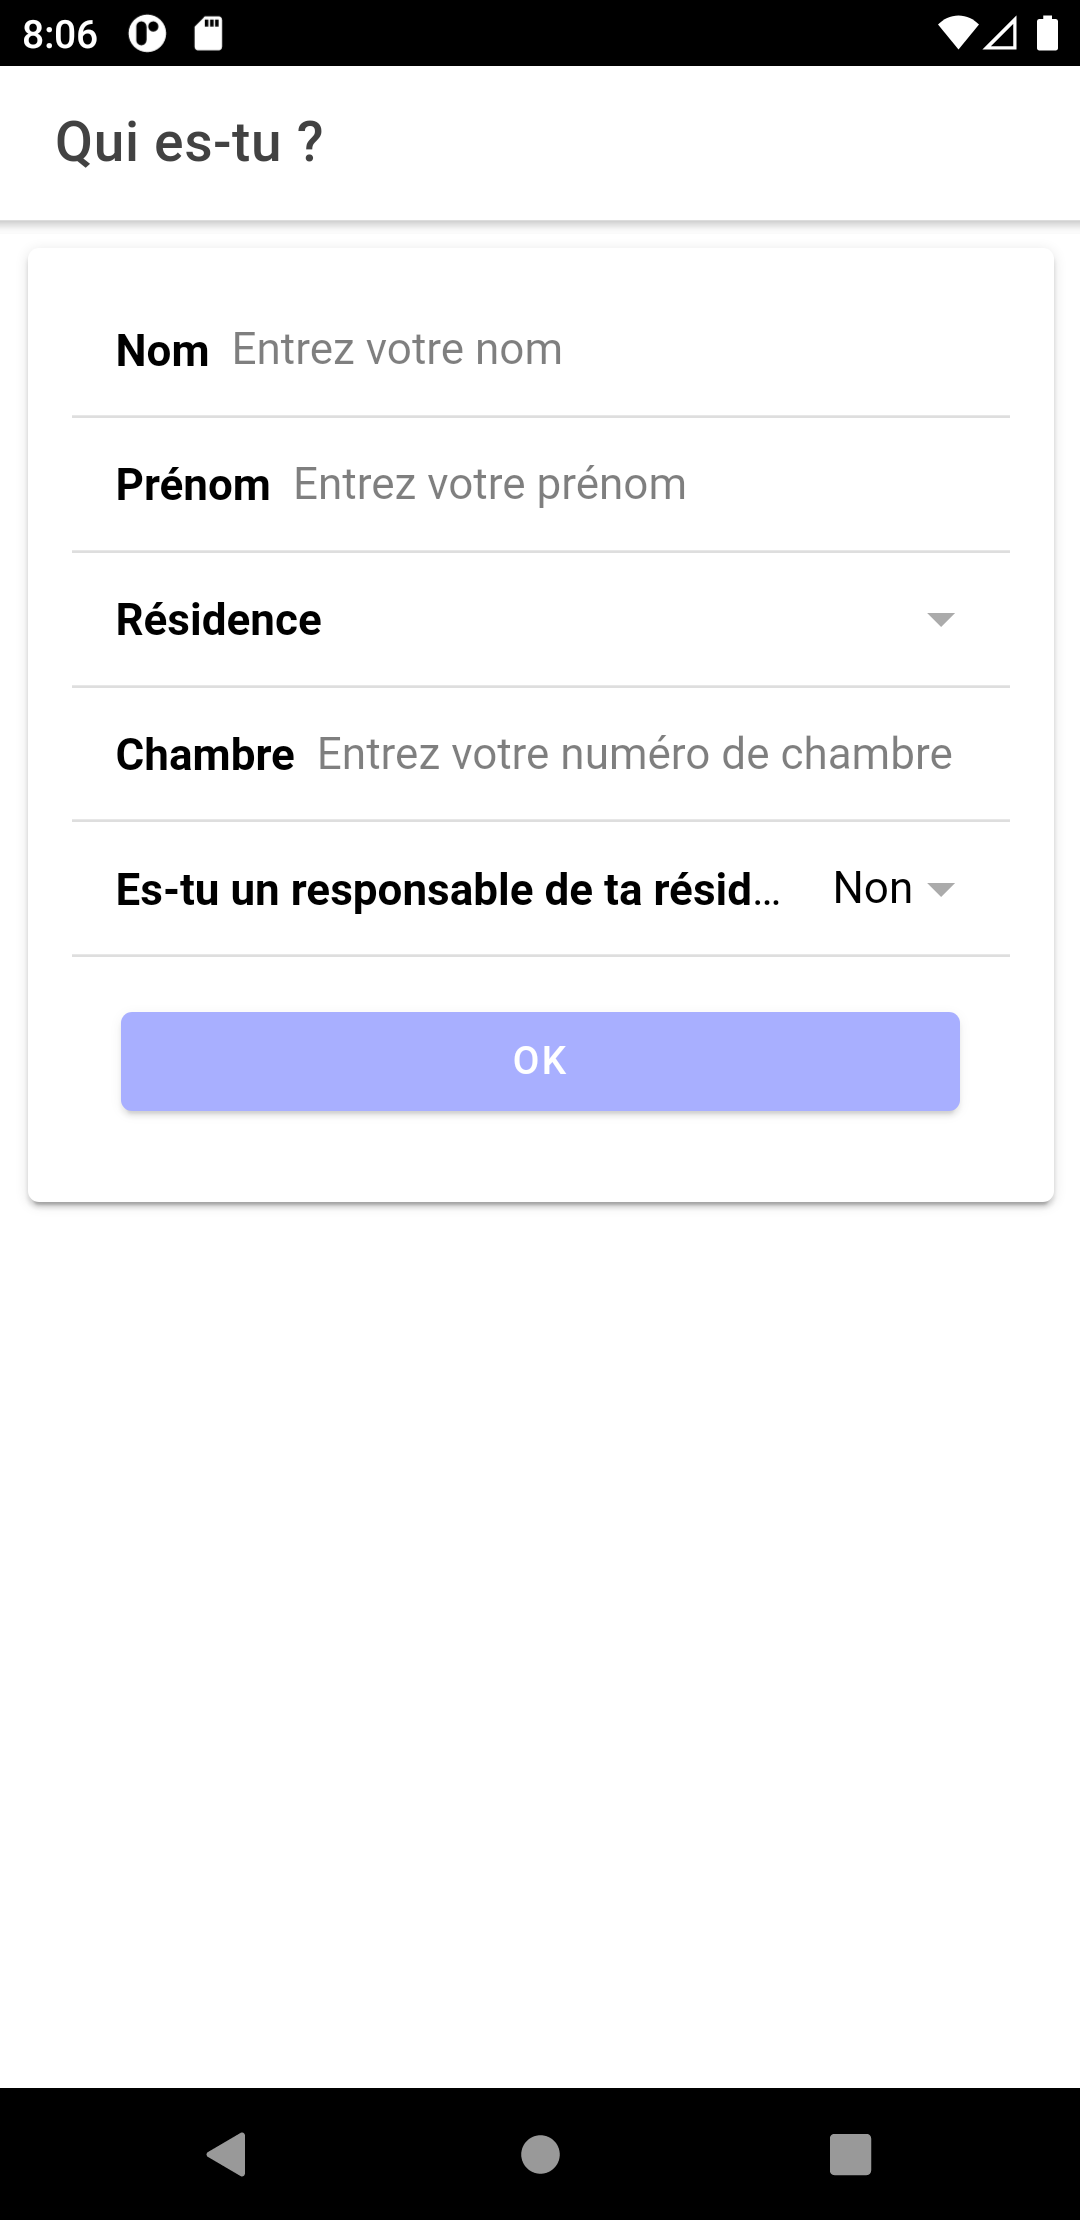 8:06
Qui es-tu ?
Nom Entrez votre nom
Prénom Entrez votre prénom
Résidence
Chambre Entrez votre numéro de chambre
Es-tu un responsable de ta résid... Non
OK